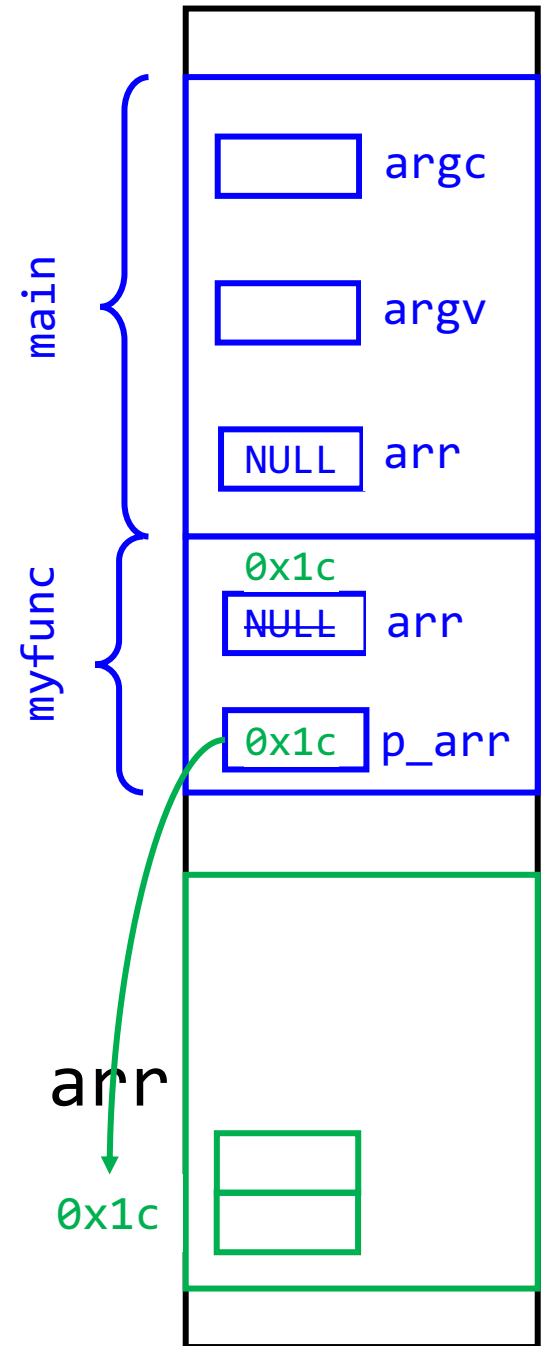 argc
main
argv
NULL arr
0x1c
myfunc
NULL arr
0x1c p_arr
arr
0x1c